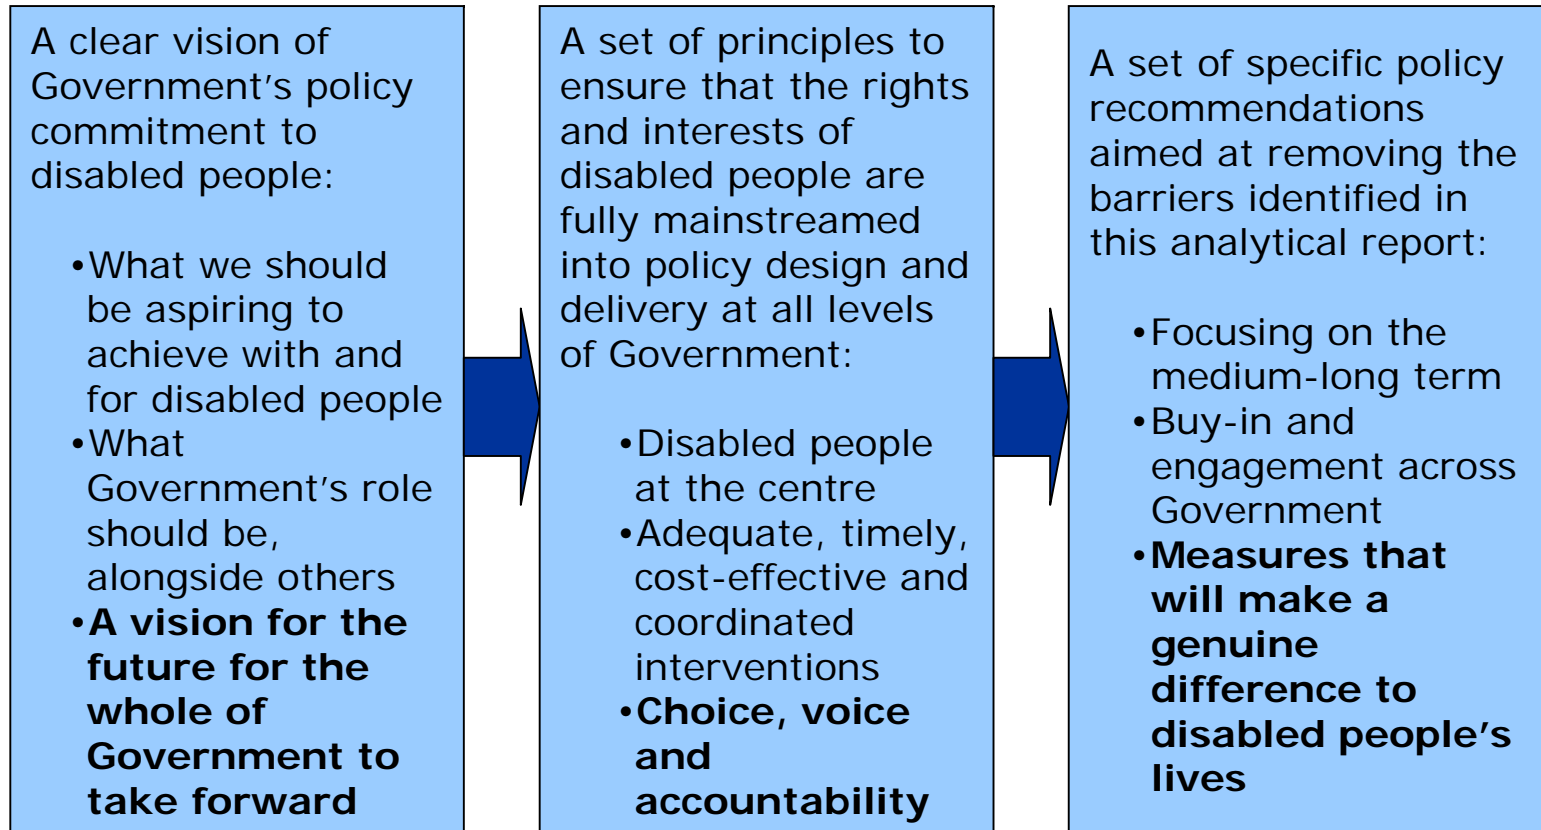 A clear vision of
Government’s policy
commitment to
disabled people:
•What we should
be aspiring to
achieve with and
for disabled people
•What
Government’s role
should be,
alongside others
•A vision for the
future for the
whole of
Government to
take forward
A set of principles to
ensure that the rights
and interests of
disabled people are
fully mainstreamed
into policy design and
delivery at all levels
of Government:
•Disabled people
at the centre
•Adequate, timely,
cost-effective and
coordinated
interventions
•Choice, voice
and
accountability
A set of specific policy
recommendations
aimed at removing the
barriers identified in
this analytical report:
•Focusing on the
medium-long term
•Buy-in and
engagement across
Government
•Measures that
will make a
genuine
difference to
disabled people’s
lives